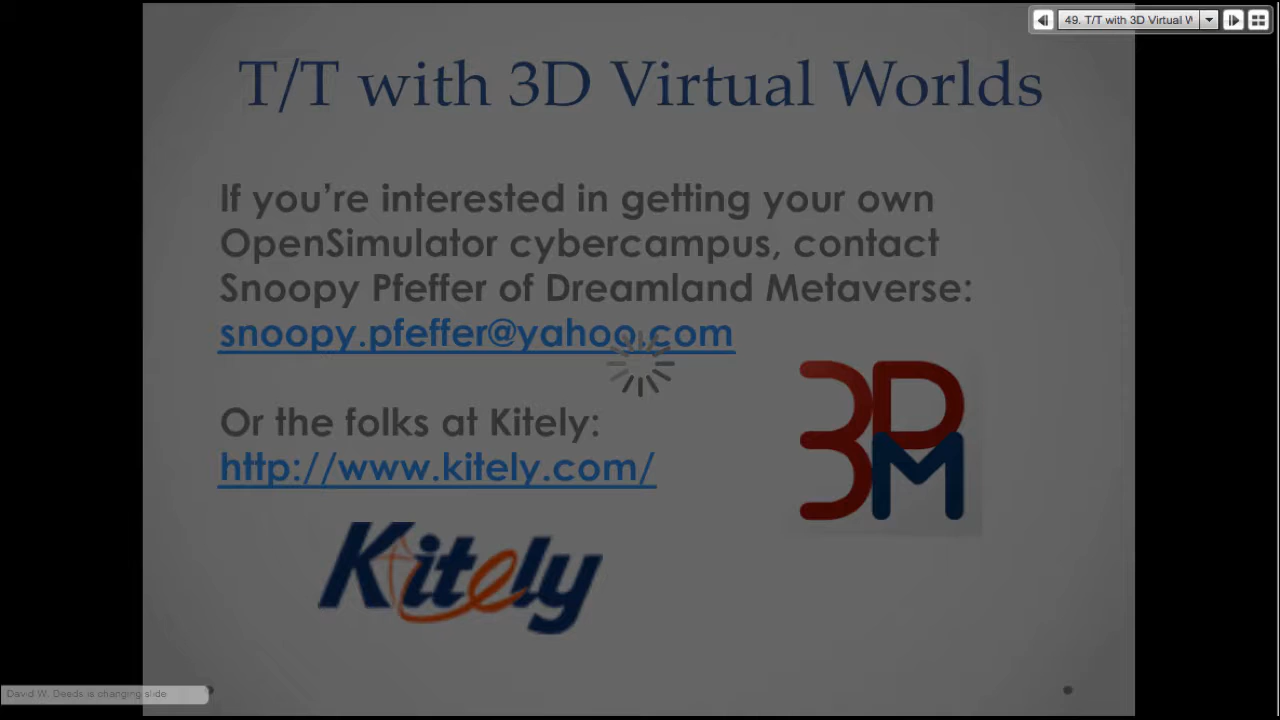 49. T/T with 3D Virtual W
T/T with 3D Virtual Worlds
If you're interested in getting your own
OpenSimulator cybercampus, contact
Snoopy Pfeffer of Dreamland Metaverse:
snoopy.pfeffer@yahoo.com
Or the folks at Kitely:
http://www.kitely.com/
3DM
Kitely
David W. Deeds is changing slide